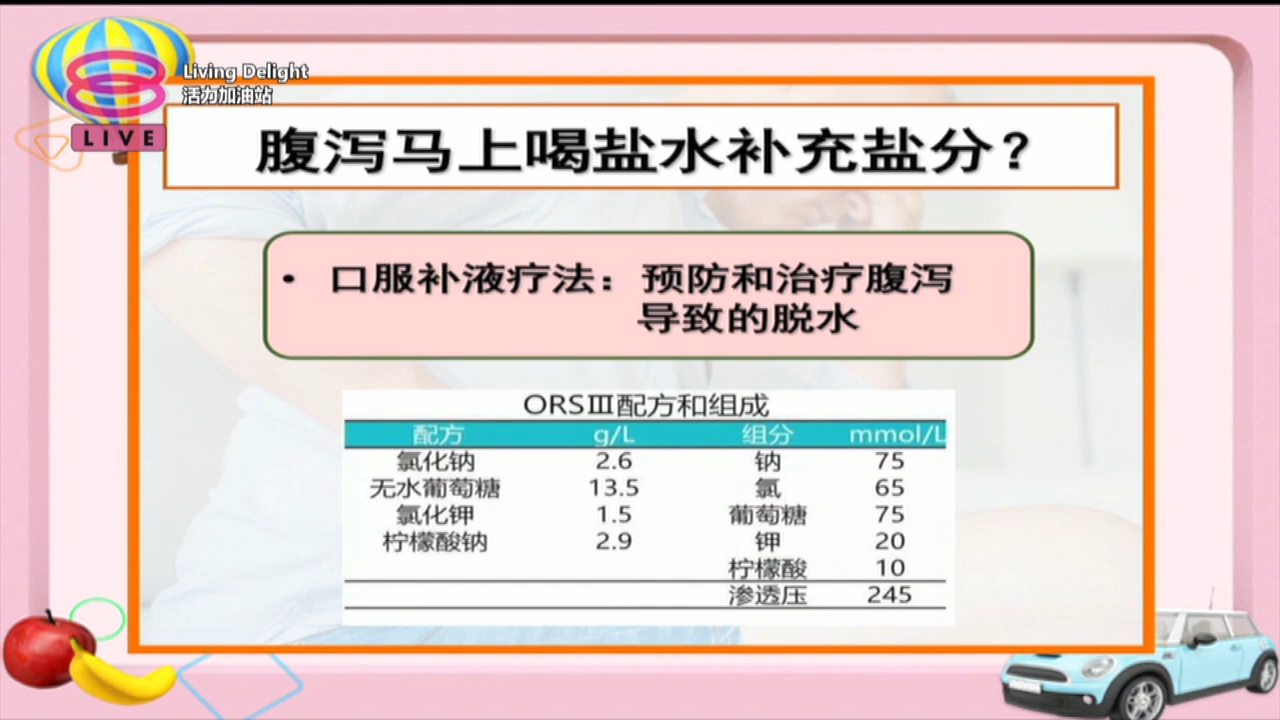 Living Delight
活力加油站
LIVE
腹泻马上喝盐水补充盐分?
• 口服补液疗法:预防和治疗腹泻
导致的脱水
ORSⅢ配方和组成
配方 g/L 组分 mmol/L
氯化钠 2.6 钠 75
无水葡萄糖 13.5 氯 65
氯化钾 1.5 葡萄糖 75
柠檬酸钠 2.9 钾 20
柠檬酸 10
渗透压 245